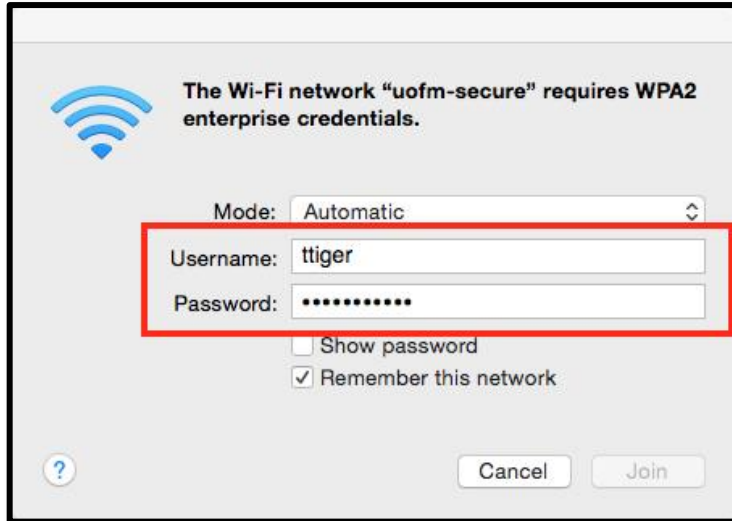 The Wi-Fi network “uofm-secure” requires WPA2
enterprise credentials.
Mode: Automatic
Username: ttiger
Password: •••••••••••
Show password
Remember this network
? Cancel Join